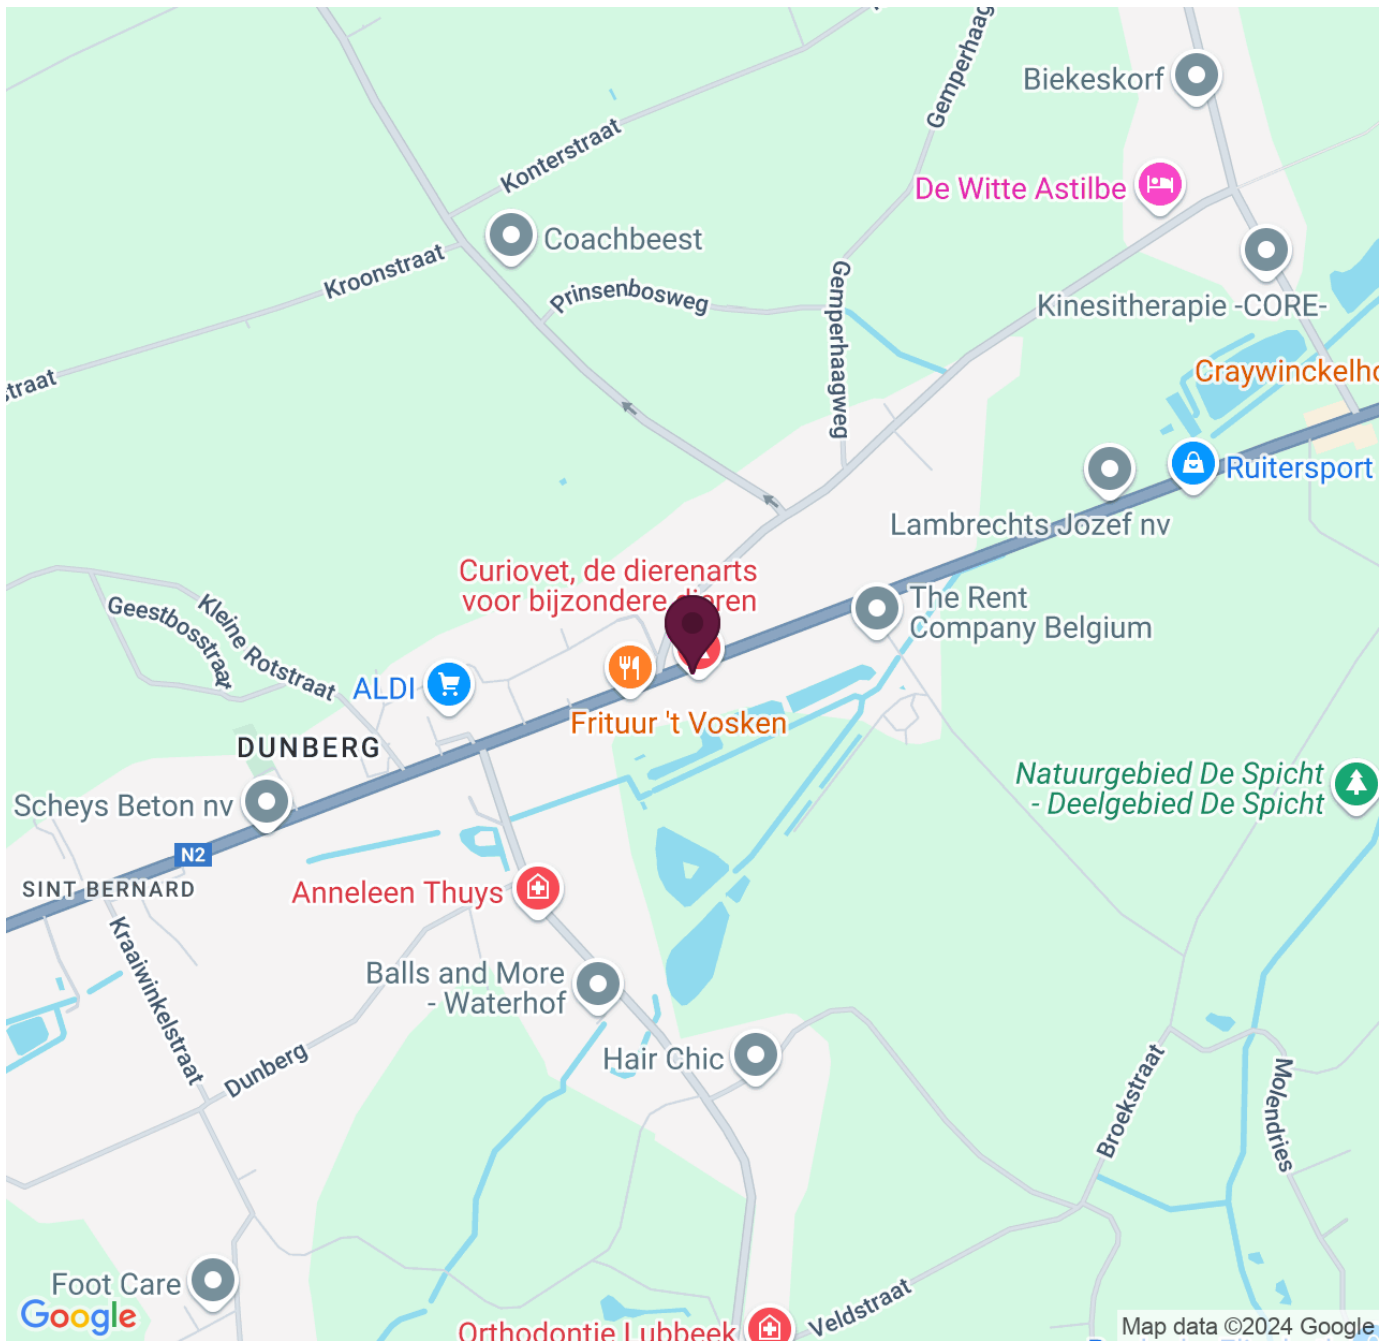 Gemperhaag
Biekeskorf
Konterstraat
De Witte Astilbe
Coachbeest
Kroonstraat
Prinsenbosweg
Gemperhaagweg
Kinesitherapie -CORE-
straat
Craywinckelho
Ruitersport
Lambrechts Jozef nv
Curiovet, de dierenarts
voor bijzondere dieren
The Rent
Company Belgium
Geestbosstraat
Kleine Rotstraat
ALDI
Frituur 't Vosken
DUNBERG
Natuurgebied De Spicht
- Deelgebied De Spicht
Scheys Beton nv
N2
SINT BERNARD
Anneleen Thuys
Kraaiwinkelstraat
Balls and More
- Waterhof
Dunberg
Hair Chic
Broekstraat
Molendries
Foot Care
Google
Veldstraat
Orthodontie Lubbeek
Map data ©2024 Google